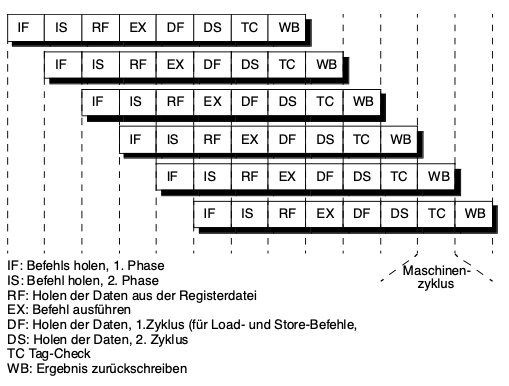 IF IS RF EX DF DS TC WB
IF IS RF EX DF DF TC WB
IF IS RF EX DF DS TC WB
IF IS RF EX DF DS TC WB
IF IS RF EX DF DS TC WB
IF IS RF EX DF DS TC WB
Maschinen-
zyklus
IF: Befehls holen, 1. Phase
IS: Befehl holen, 2. Phase
RF: Holen der Daten aus der Registerdatei
EX: Befehl ausführen
DF: Holen der Daten, 1.Zyklus (für Load- und Store-Befehle,
DS: Holen der Daten, 2. Zyklus
TC Tag-Check
WB: Ergebnis zurückschreiben